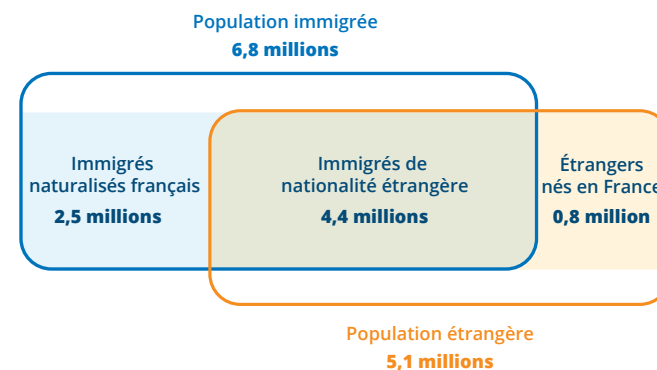 Population immigrée
6,8 millions
Immigrés
naturalisés français
2,5 millions
Immigrés de
nationalité étrangère
4,4 millions
Étrangers
nés en France
0,8 million
Population étrangère
5,1 millions